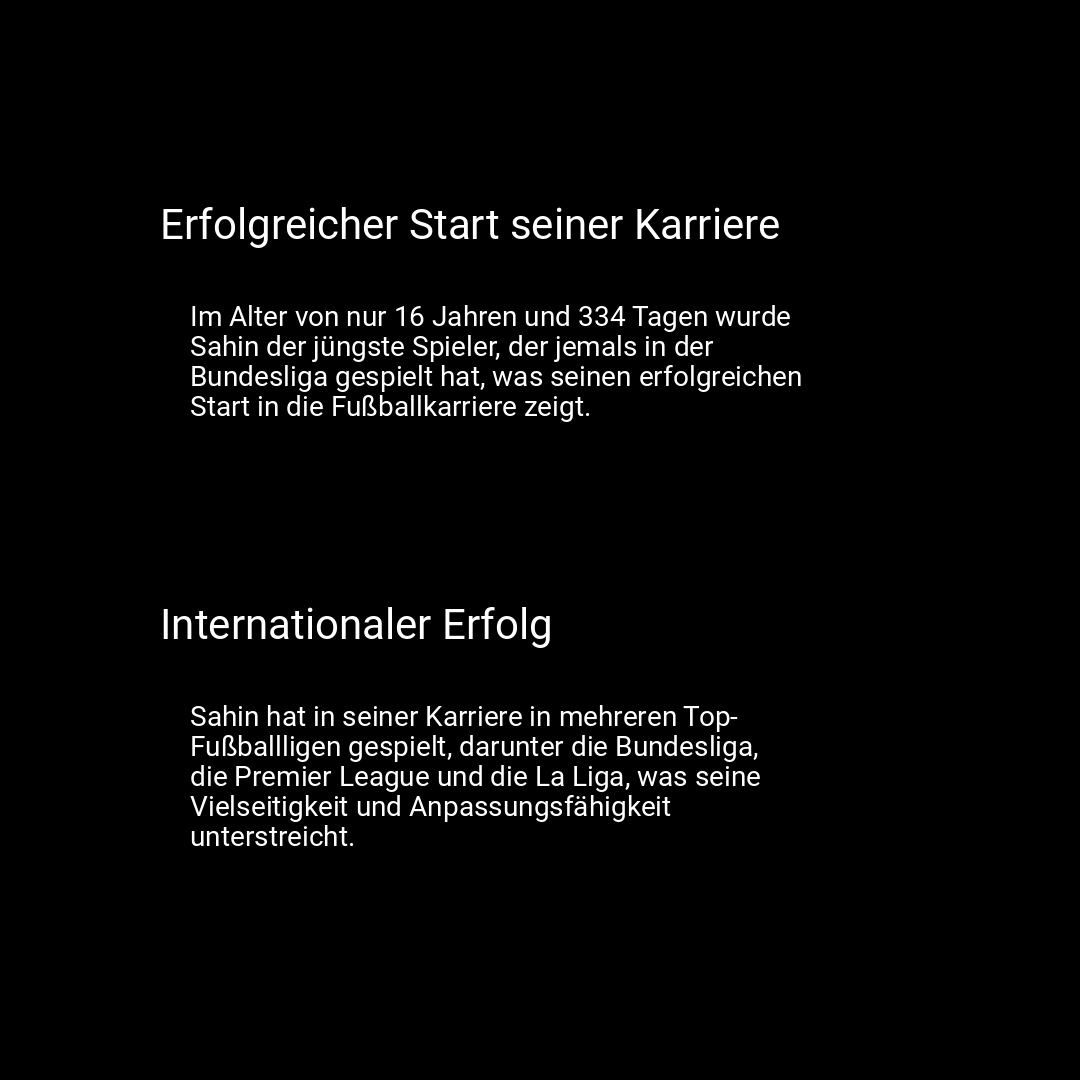 Erfolgreicher Start seiner Karriere
Im Alter von nur 16 Jahren und 334 Tagen wurde
Sahin der jüngste Spieler, der jemals in der
Bundesliga gespielt hat, was seinen erfolgreichen
Start in die Fußballkarriere zeigt.
Internationaler Erfolg
Sahin hat in seiner Karriere in mehreren Top-
Fußballligen gespielt, darunter die Bundesliga,
die Premier League und die La Liga, was seine
Vielseitigkeit und Anpassungsfähigkeit
unterstreicht.